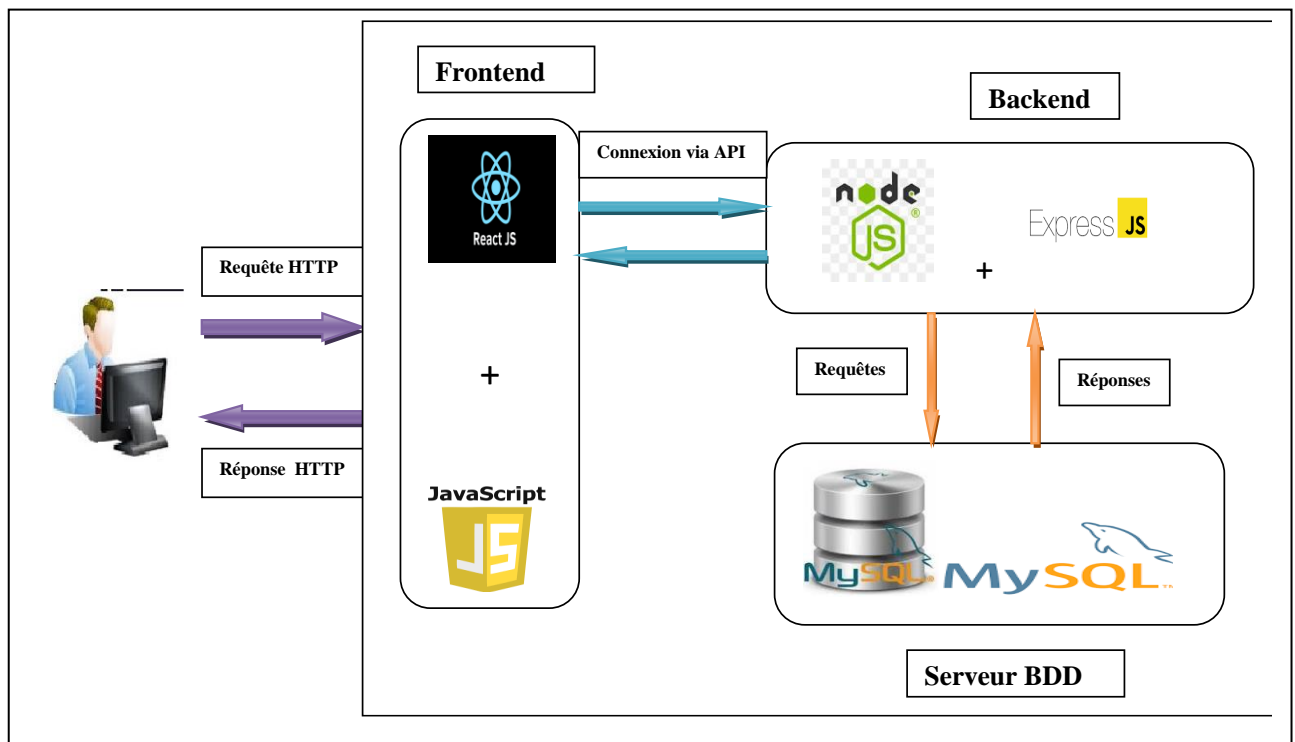 Frontend
Backend
Connexion via API
React JS
node
JS
®
Express JS
+
Requête HTTP
+
Requêtes
Réponses
Réponse HTTP
JavaScript
JS
MySQL®
MySQL
TM
Serveur BDD